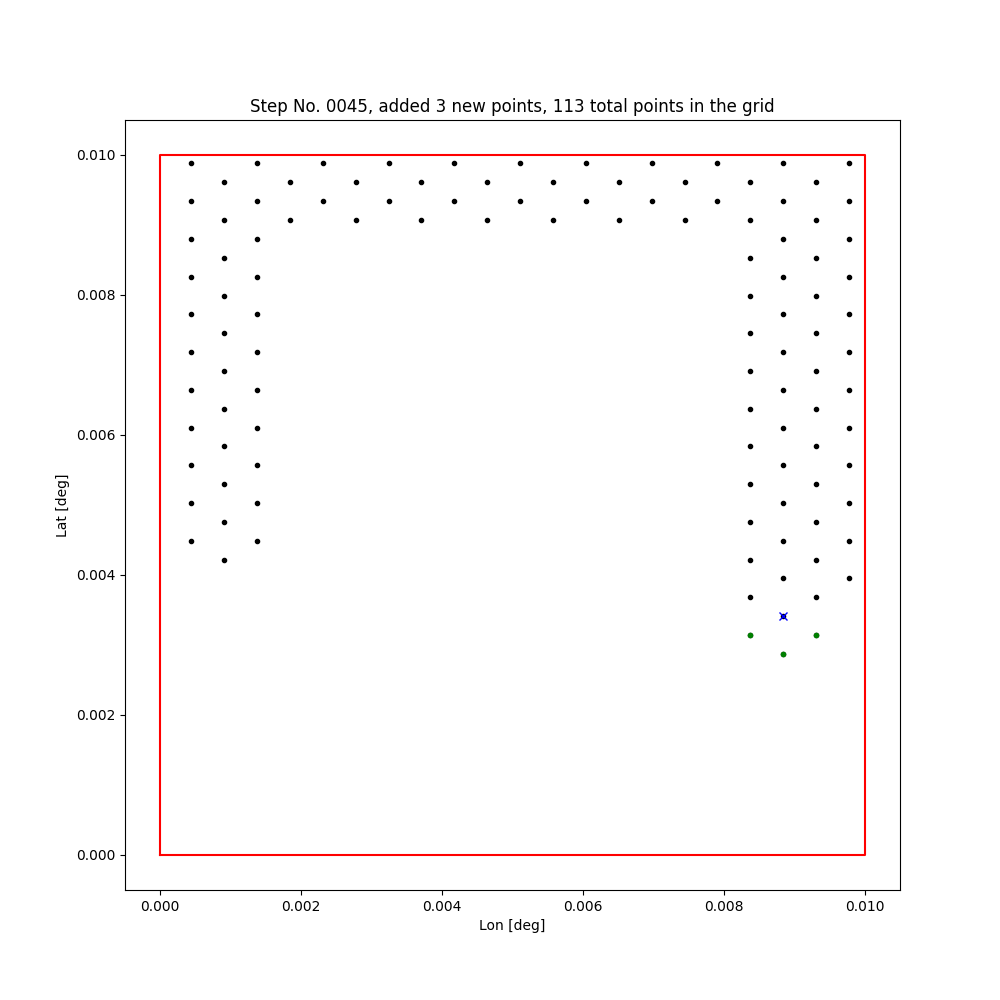 Step No. 0045, added 3 new points, 113 total points in the grid
0.010
0.008
0.006
0.004
0.002
0.000
Lat [deg]
0.000 0.002 0.004 0.006 0.008 0.010
Lon [deg]